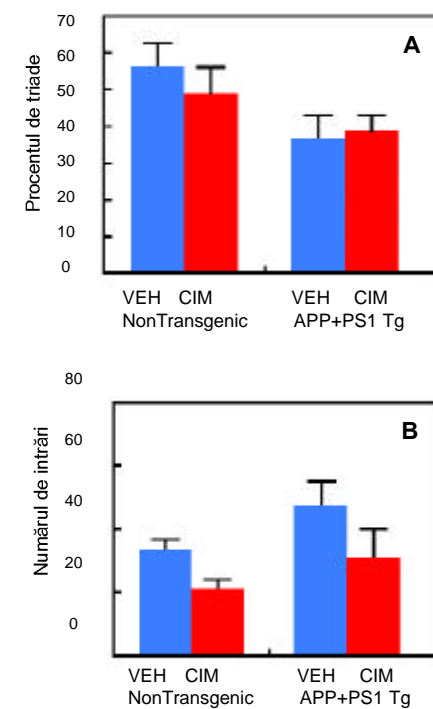 70
60
50
40
30
20
10
0
Procentul de triade
A
VEH CIM VEH CIM
NonTransgenic APP+PS1 Tg
80
60
40
20
0
Numărul de intrări
B
VEH CIM VEH CIM
NonTransgenic APP+PS1 Tg